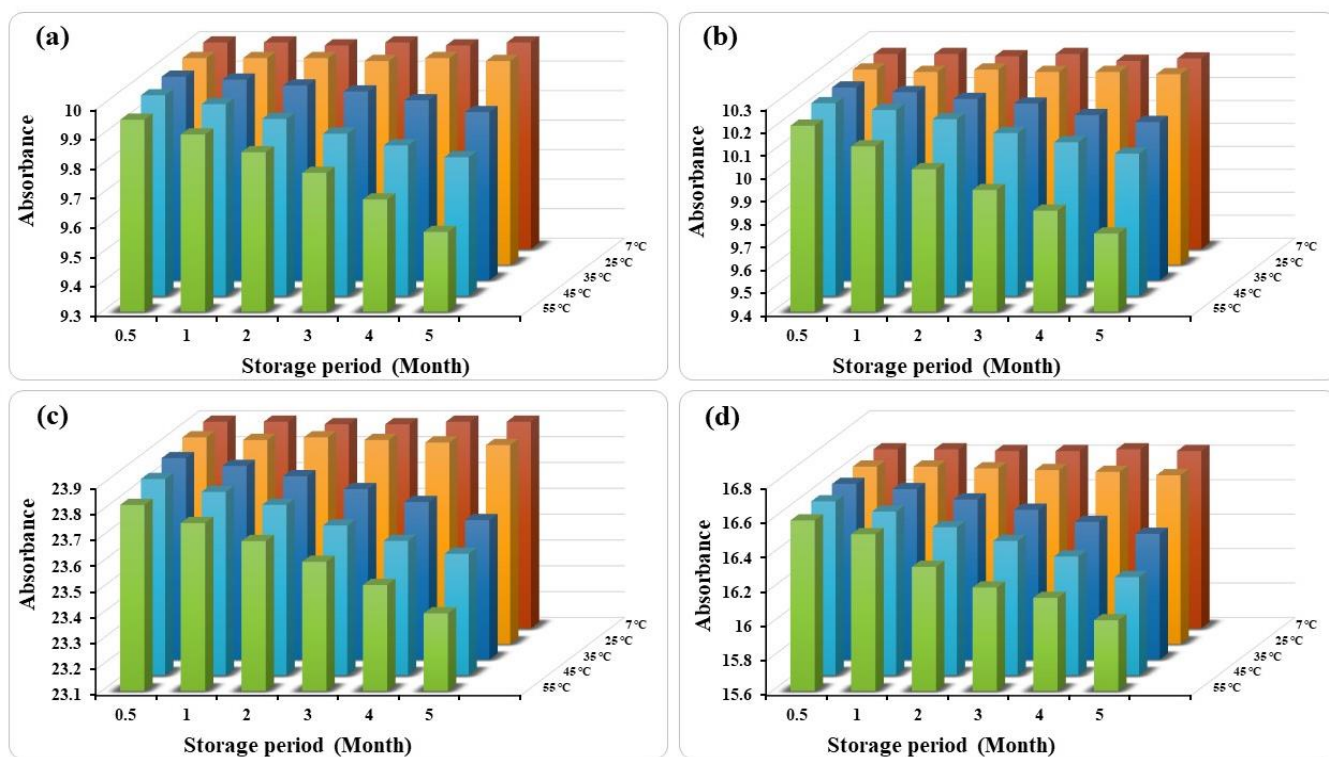 (a)
Absorbance
10
9.9
9.8
9.7
9.6
9.5
9.4
9.3
0.5 1 2 3 4 5
Storage period (Month)
7 °C
25 °C
35 °C
45 °C
55 °C
(b)
Absorbance
10.3
10.2
10.1
10
9.9
9.8
9.7
9.6
9.5
9.4
0.5 1 2 3 4 5
Storage period (Month)
7 °C
25 °C
35 °C
45 °C
55 °C
(c)
Absorbance
23.9
23.8
23.7
23.6
23.5
23.4
23.3
23.2
23.1
0.5 1 2 3 4 5
Storage period (Month)
7 °C
25 °C
35 °C
45 °C
55 °C
(d)
Absorbance
16.8
16.6
16.4
16.2
16
15.8
15.6
0.5 1 2 3 4 5
Storage period (Month)
7 °C
25 °C
35 °C
45 °C
55 °C